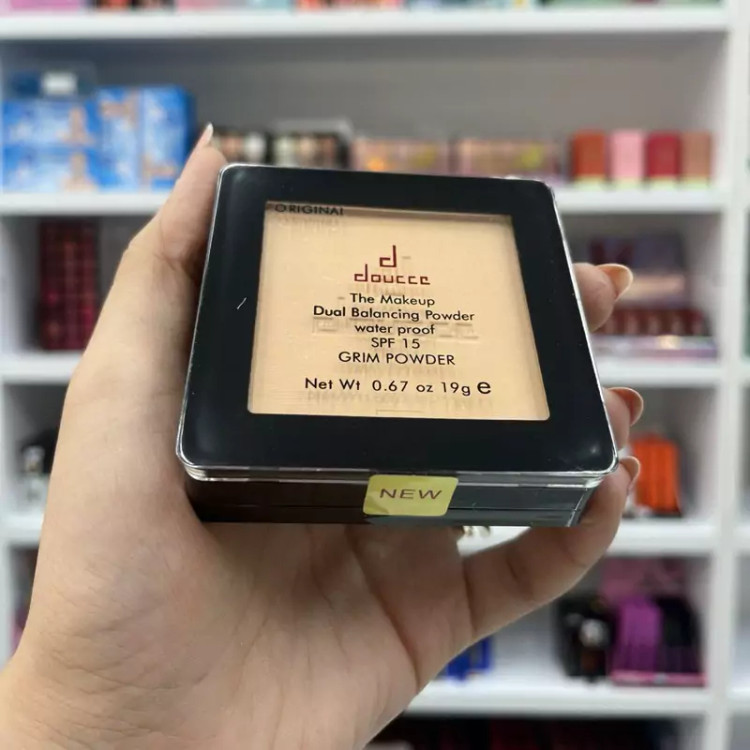 ORIGINAL
d
doucce
The Makeup
Dual Balancing Powder
water proof
SPF 15
GRIM POWDER
Net Wt 0.67 oz 19g e
NEW